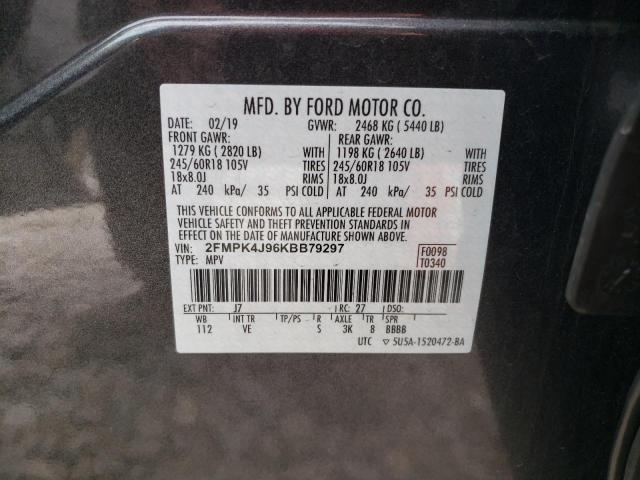 MFD. BY FORD MOTOR CO.
DATE: 02/19 GVWR: 2468 KG ( 5440 LB)
FRONT GAWR: REAR GAWR:
1279 KG ( 2820 LB) WITH 1198 KG ( 2640 LB) WITH
245/60R18 105V TIRES 245/60R18 105V TIRES
18x8.0J RIMS 18x8.0J RIMS
AT 240 kPa/ 35 PSI COLD AT 240 kPa/ 35 PSI COLD
THIS VEHICLE CONFORMS TO ALL APPLICABLE FEDERAL MOTOR
VEHICLE SAFETY AND THEFT PREVENTION STANDARDS IN
EFFECT ON THE DATE OF MANUFACTURE SHOWN ABOVE.
VIN: 2FMPK4J96KBB79297 F0098
TYPE: MPV T0340
EXT PNT: J7 RC: 27 DSO:
WB INT TR TP/PS R AXLE TR SPR
112 VE S 3K 8 BBBB
UTC ▽ 5U5A-1520472-BA